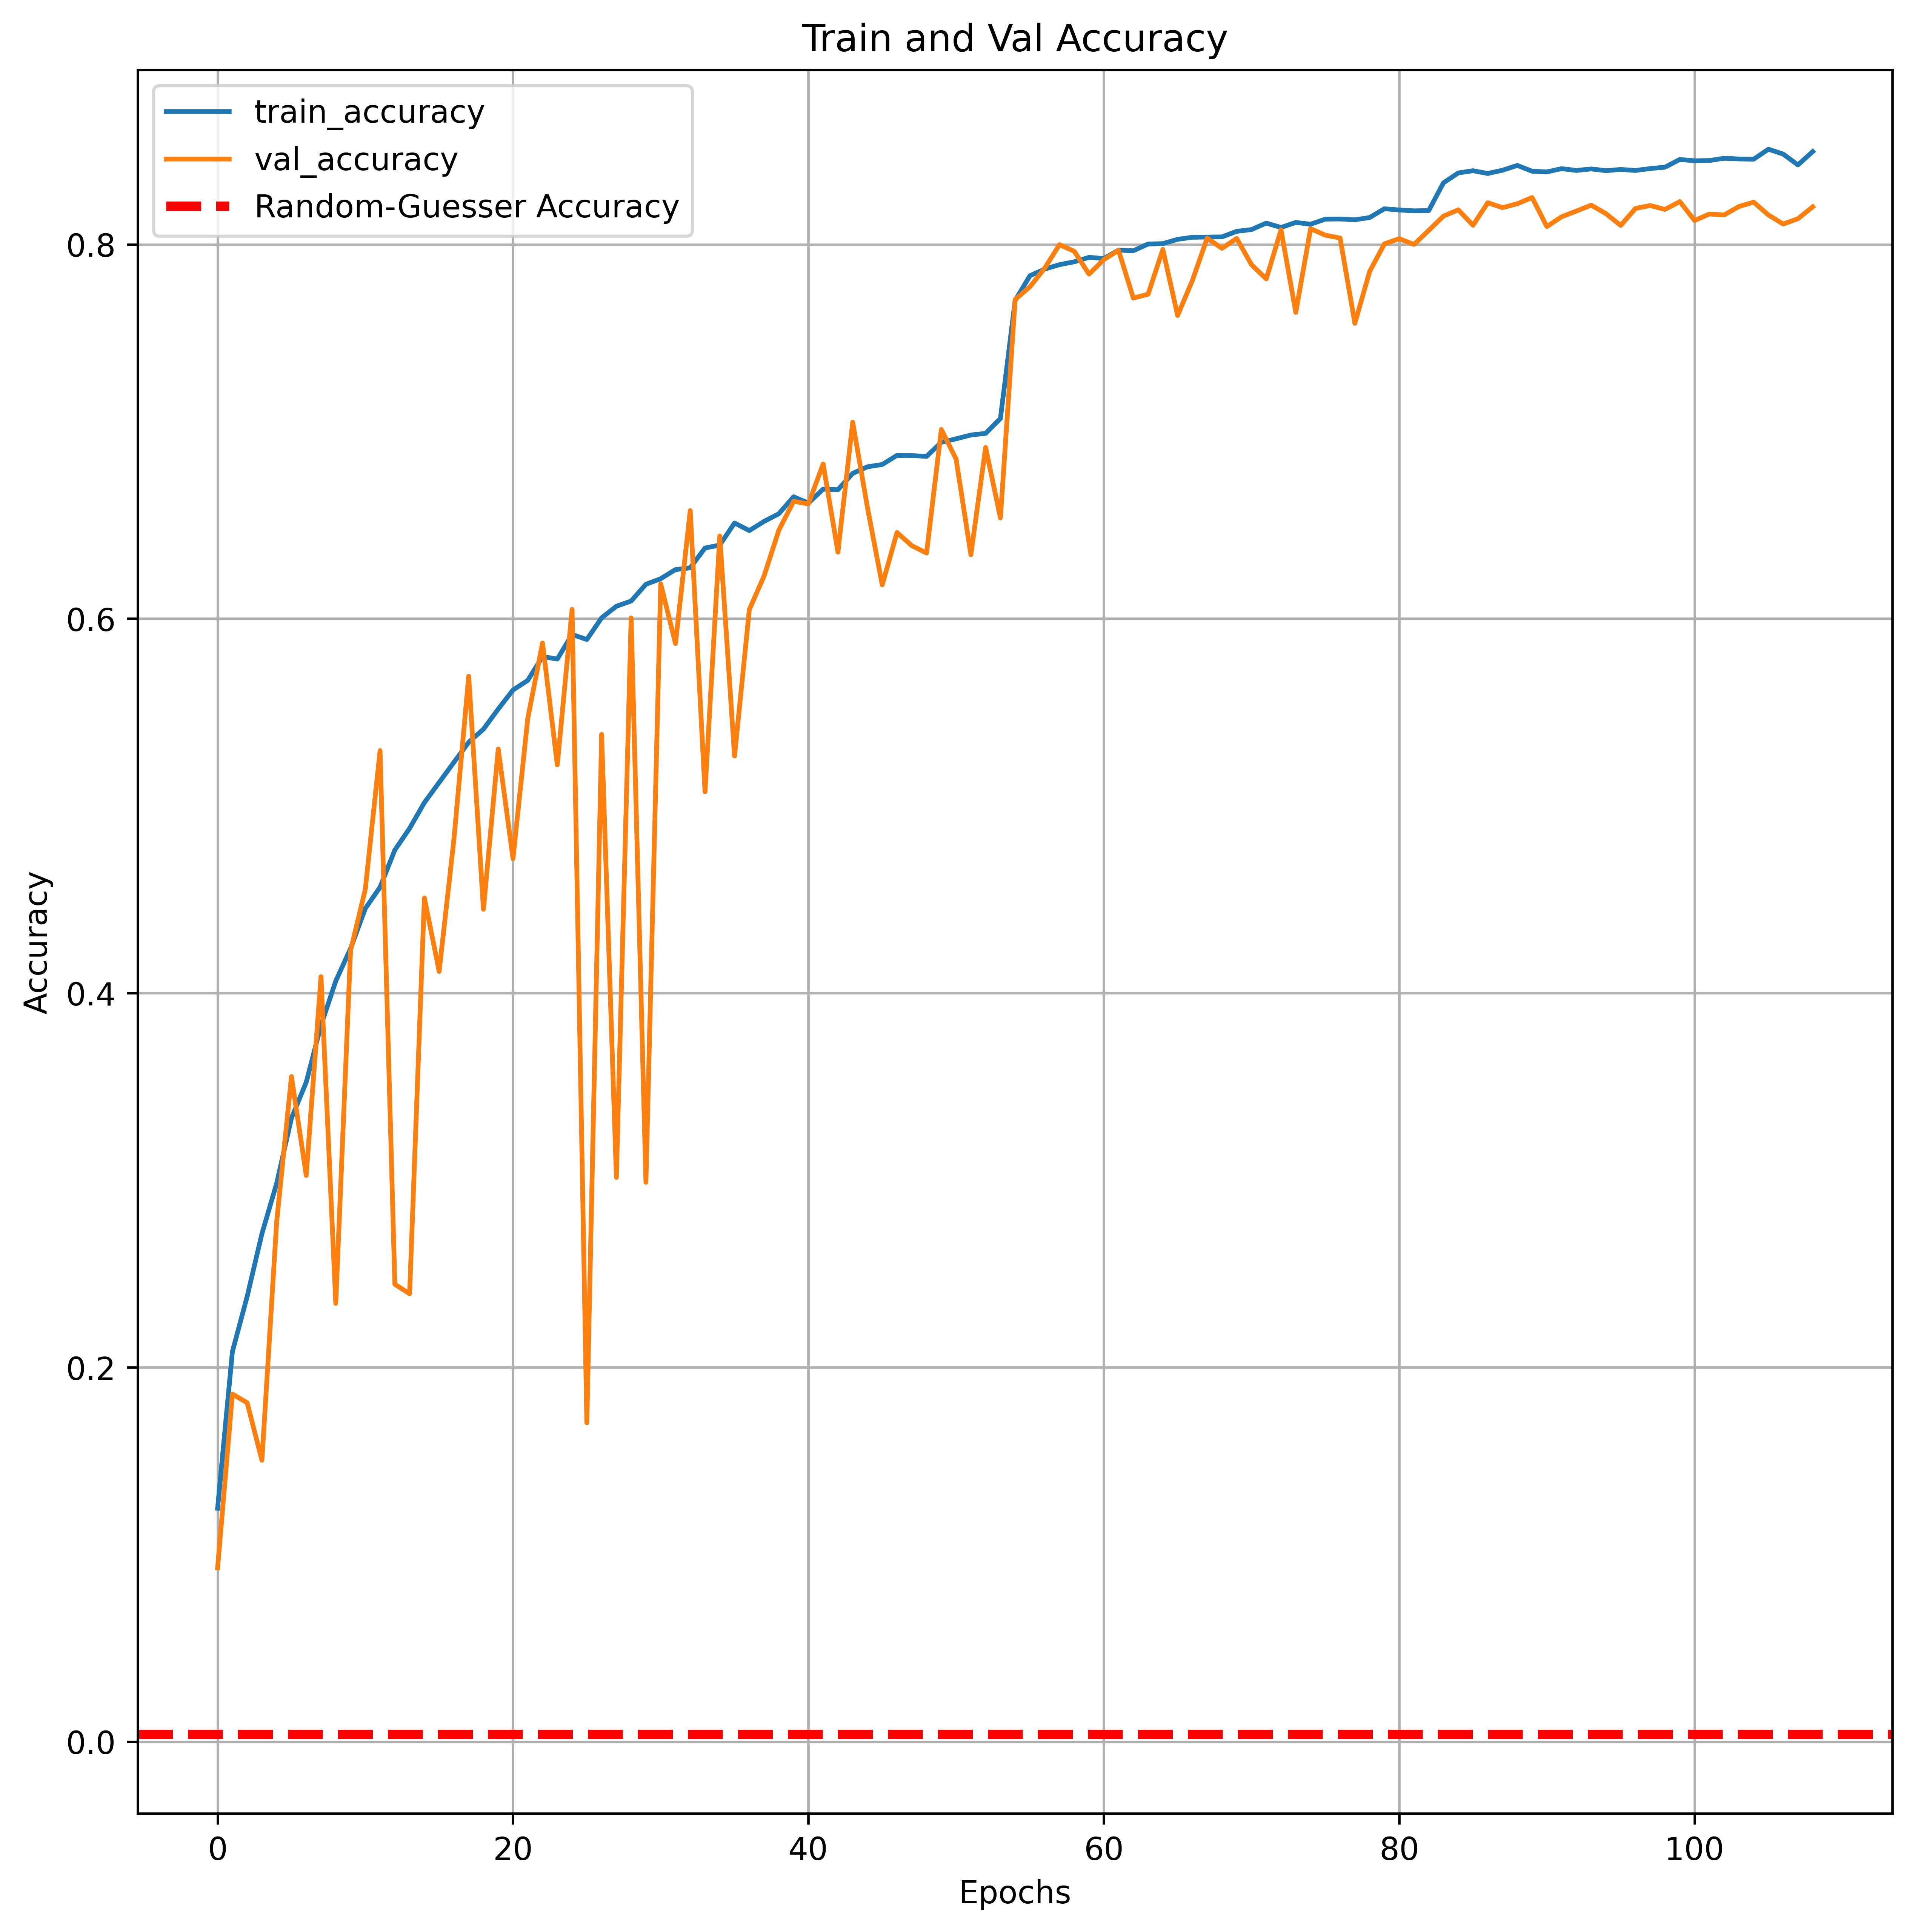 Train and Val Accuracy
train_accuracy
val_accuracy
Random-Guesser Accuracy
Accuracy
0.8
0.6
0.4
0.2
0.0
0 20 40 60 80 100
Epochs